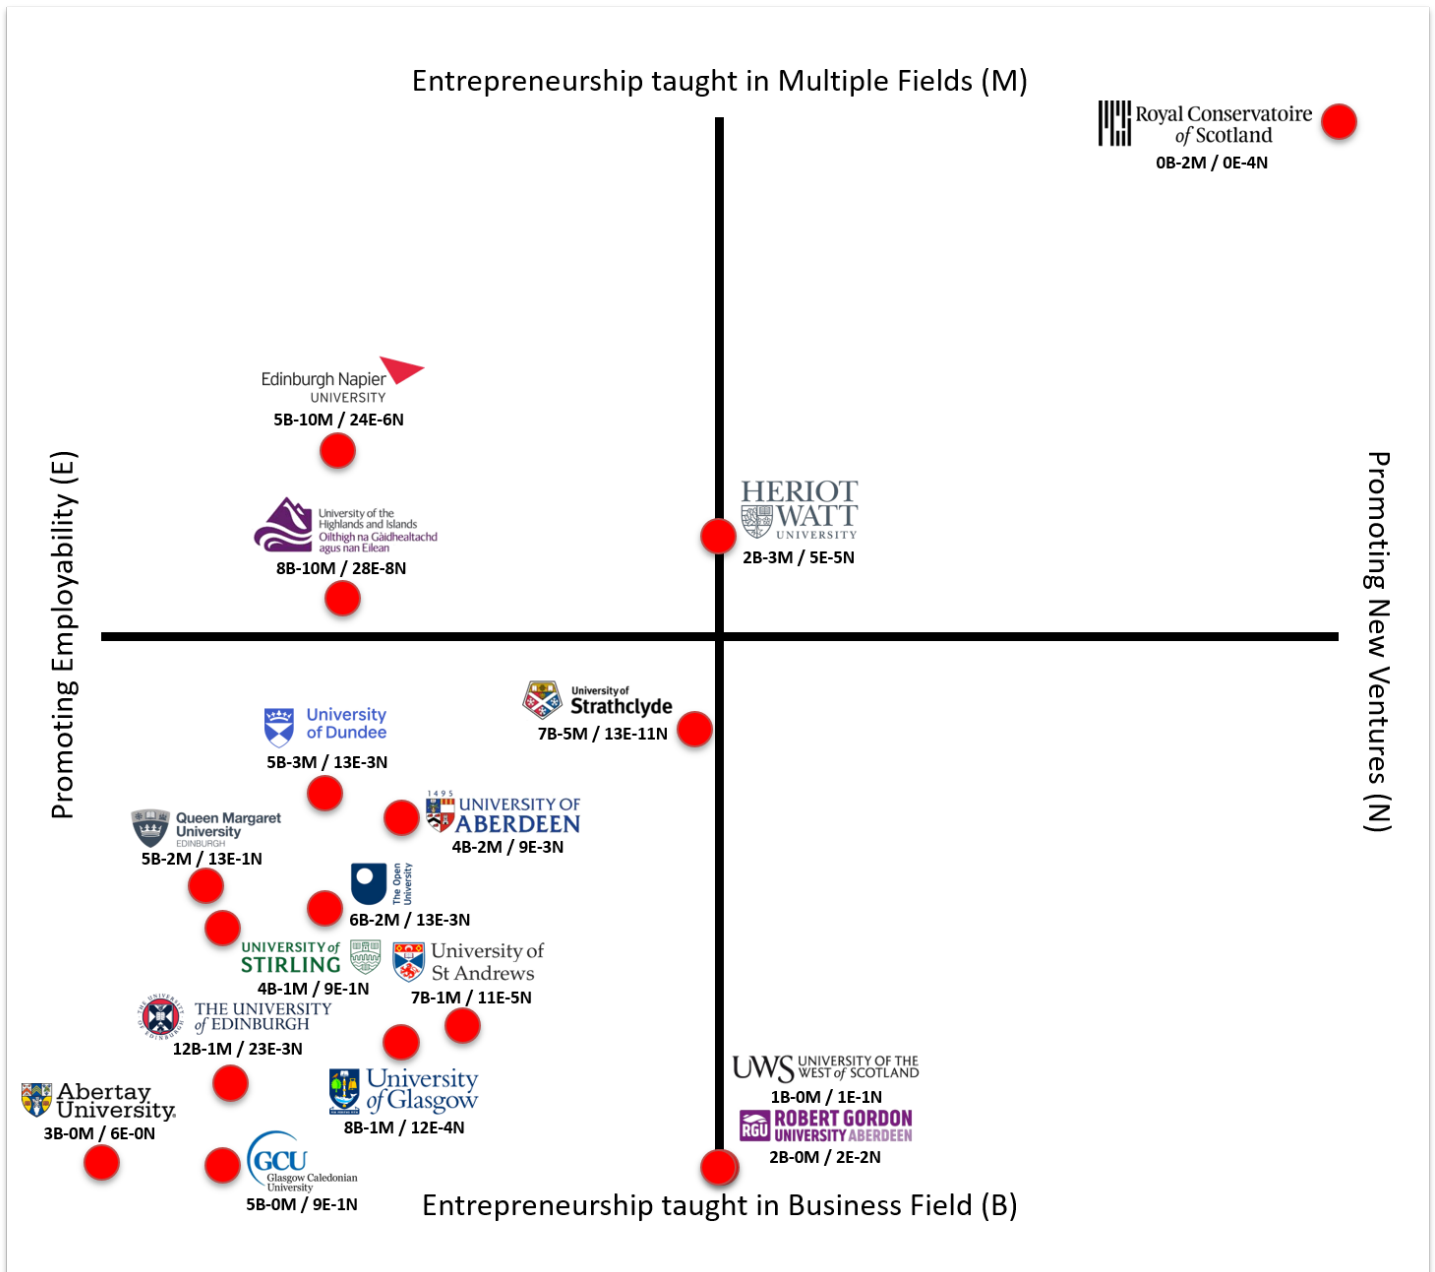 Entrepreneurship taught in Multiple Fields (M)
Royal Conservatoire
of Scotland
0B-2M / 0E-4N
Edinburgh Napier
UNIVERSITY
5B-10M / 24E-6N
Promoting Employability (E)
Promoting New Ventures (N)
HERIOT
WATT
UNIVERSITY
2B-3M / 5E-5N
University of the
Highlands and Islands
Oilthigh na Gàidhealtachd
agus nan Eilean
8B-10M / 28E-8N
University of
Strathclyde
7B-5M / 13E-11N
University
of Dundee
5B-3M / 13E-3N
1495
UNIVERSITY OF
ABERDEEN
4B-2M / 9E-3N
Queen Margaret
University
EDINBURGH
5B-2M / 13E-1N
The Open
University
6B-2M / 13E-3N
UNIVERSITY of
STIRLING
4B-1M / 9E-1N
University of
St Andrews
7B-1M / 11E-5N
THE UNIVERSITY
of EDINBURGH
12B-1M / 23E-3N
Abertay
University.
3B-0M / 6E-0N
University
of Glasgow
8B-1M / 12E-4N
UWS UNIVERSITY OF THE
WEST of SCOTLAND
1B-0M / 1E-1N
RGU ROBERT GORDON
UNIVERSITY ABERDEEN
2B-0M / 2E-2N
GCU
Glasgow Caledonian
University
5B-0M / 9E-1N
Entrepreneurship taught in Business Field (B)